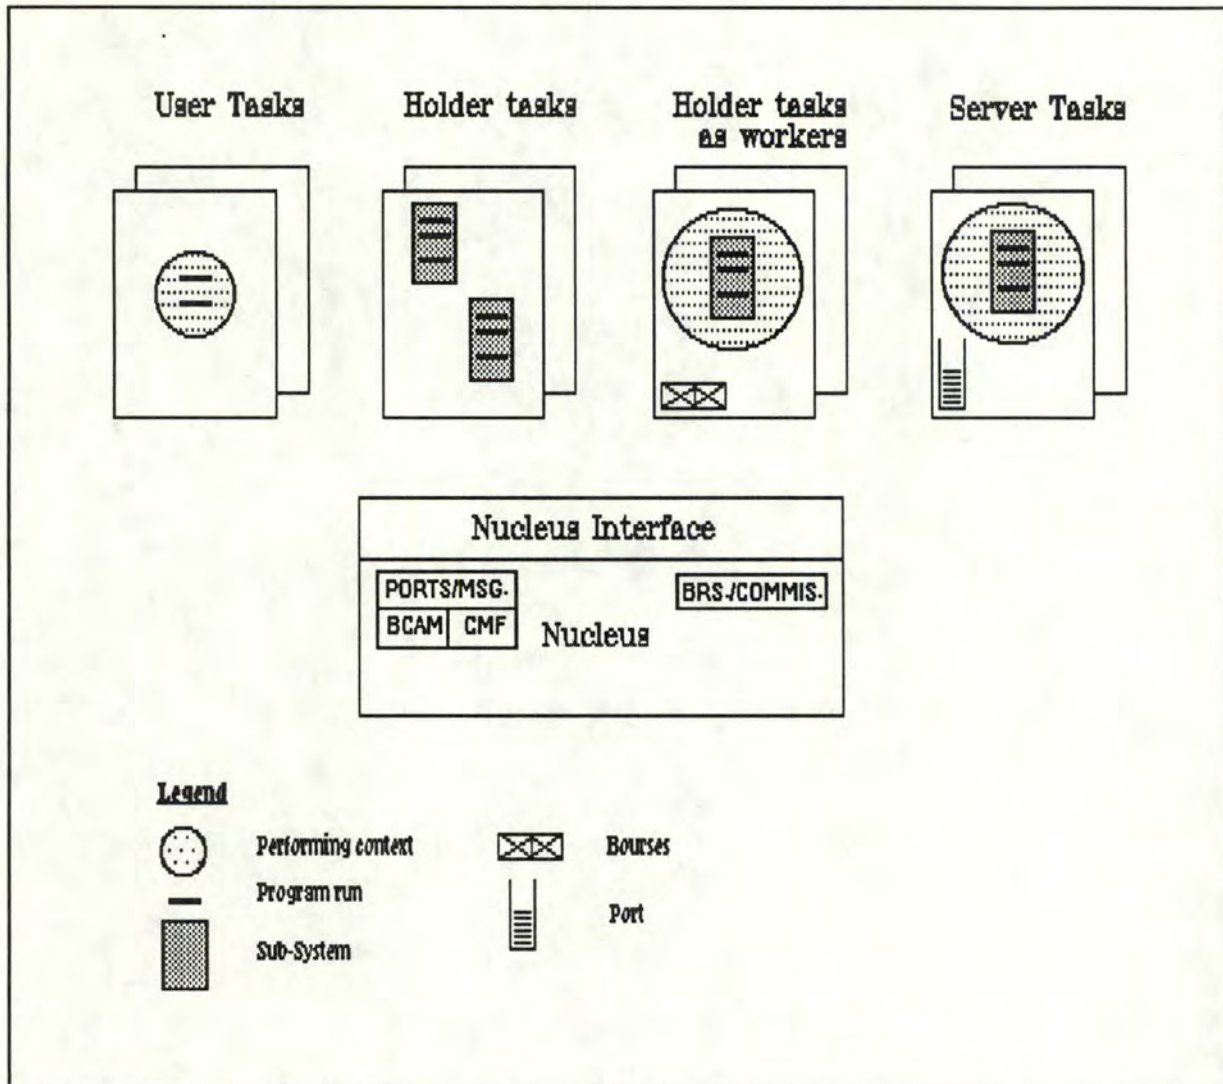 User Tasks
Holder tasks
Holder tasks
as workers
Server Tasks
Nucleus Interface
PORTS/MSG.
BRS./COMMIS.
BCAM
CMF
Nucleus
Legend
Performing context
Bourses
Program run
Port
Sub-System